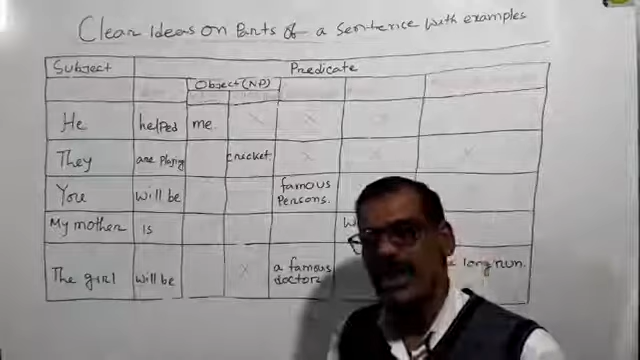 Clear Ideas on Parts of a Sentence with examples
Subject Predicate
Object (NP)
He helped me. x x x
They are playing cricket. x x x
You will be famous Persons.
My mother is W
The girl will be x a famous doctor long run.